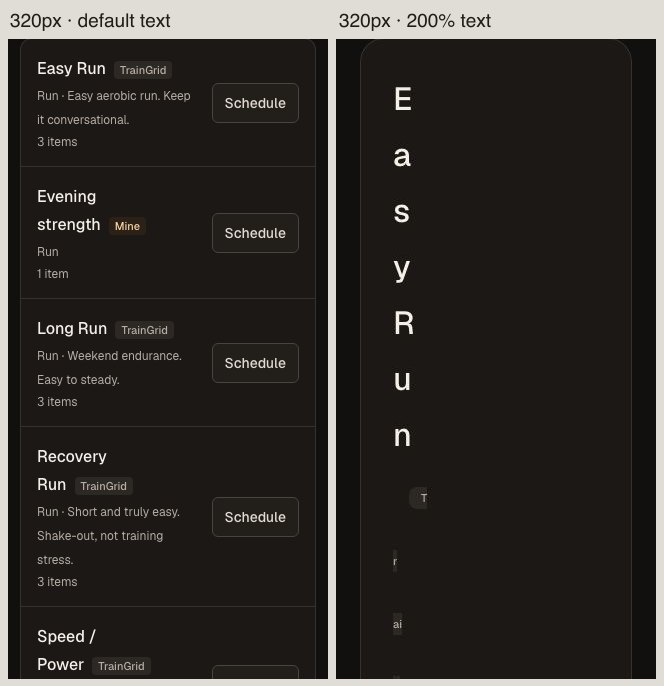 320px · default text
Easy Run TrainGrid
Run · Easy aerobic run. Keep
it conversational.
3 items
Schedule
Evening
strength Mine
Run
1 item
Schedule
Long Run TrainGrid
Run · Weekend endurance.
Easy to steady.
3 items
Schedule
Recovery
Run TrainGrid
Run · Short and truly easy.
Shake-out, not training
stress.
3 items
Schedule
Speed /
Power TrainGrid
320px · 200% text
E
a
s
y
R
u
n
T
r
ai